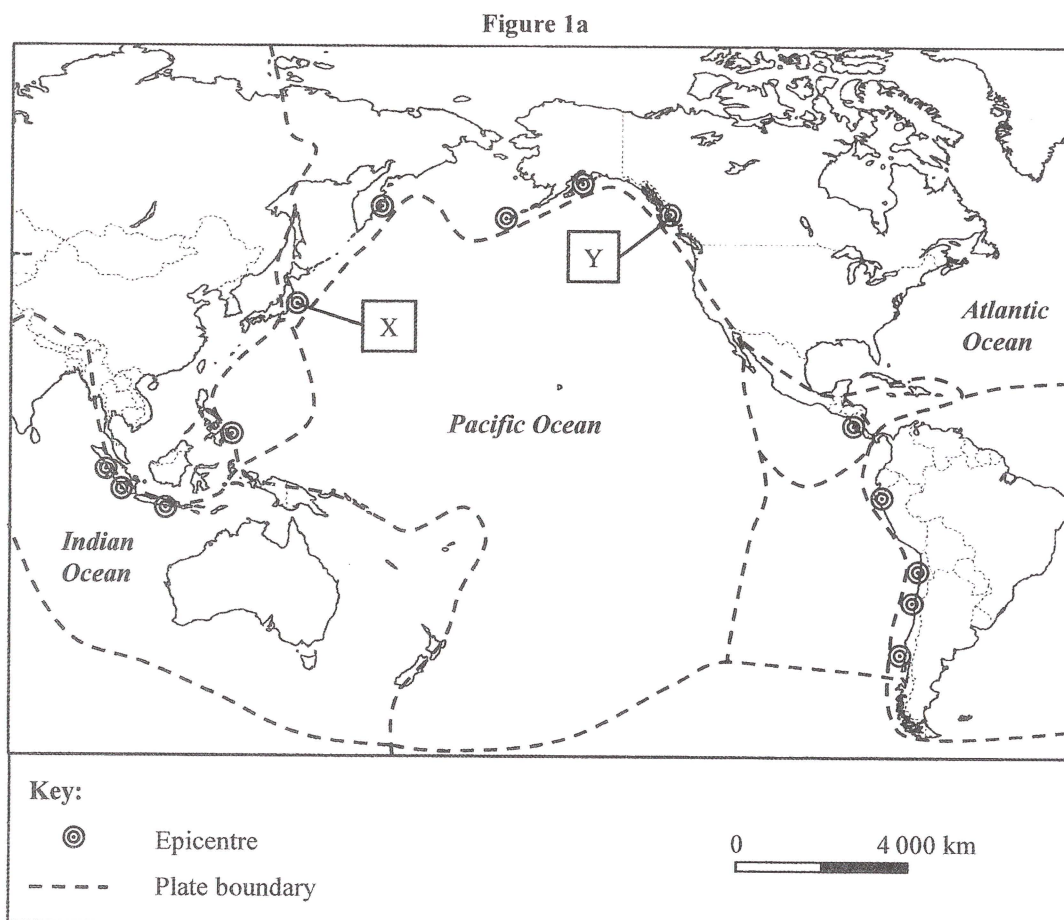 Figure 1a
Y
X
Atlantic
Ocean
Pacific Ocean
Indian
Ocean
Key:
Epicentre
Plate boundary
0 4 000 km